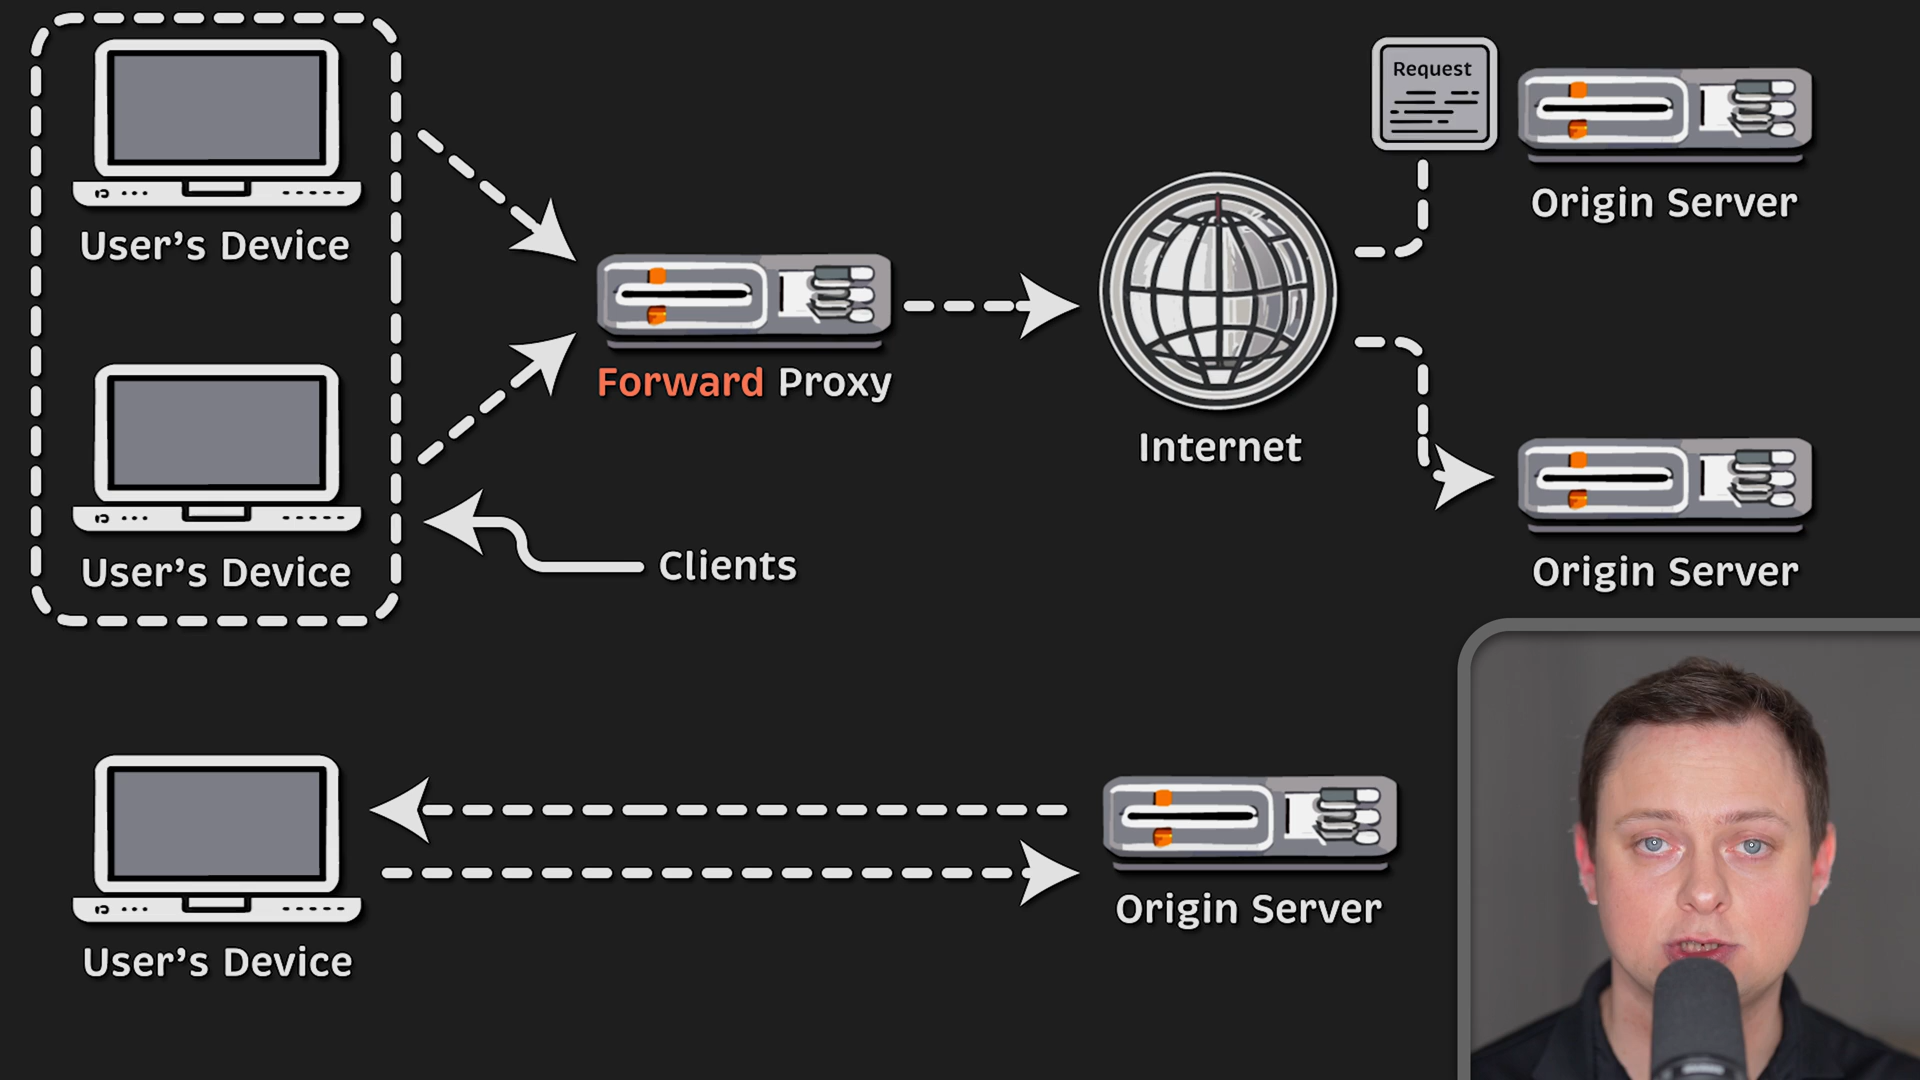 User's Device
User's Device
Clients
Forward Proxy
Internet
Request
Origin Server
Origin Server
User's Device
Origin Server